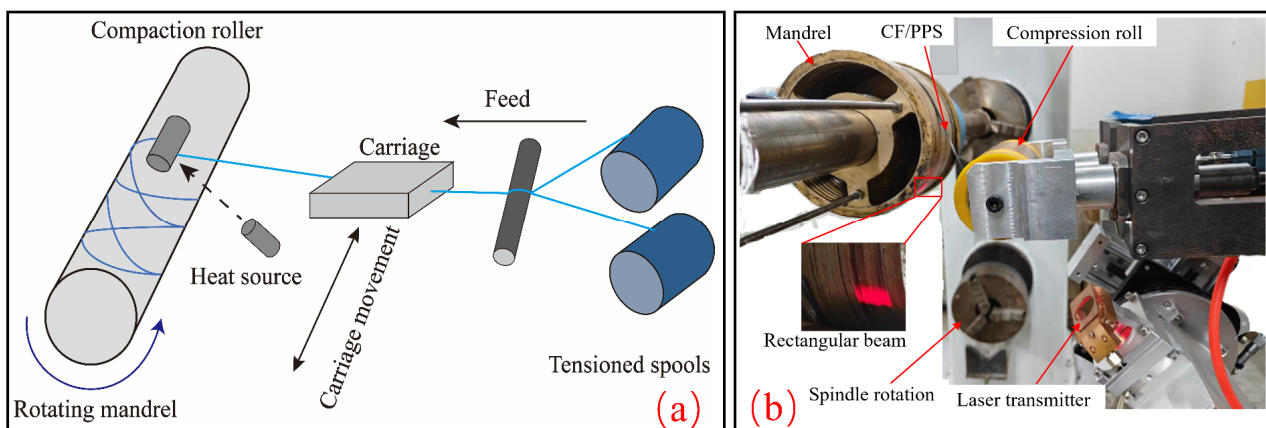 Compaction roller
Feed
Carriage
Heat source
Carriage movement
Tensioned spools
Rotating mandrel
(a)
Mandrel
CF/PPS
Compression roll
Rectangular beam
Spindle rotation
Laser transmitter
(b)